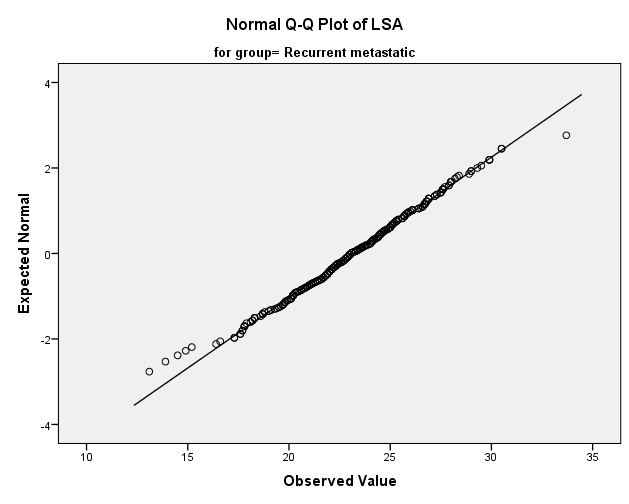 Normal Q-Q Plot of LSA
for group= Recurrent metastatic
Expected Normal
4
2
0
-2
-4
10 15 20 25 30 35
Observed Value